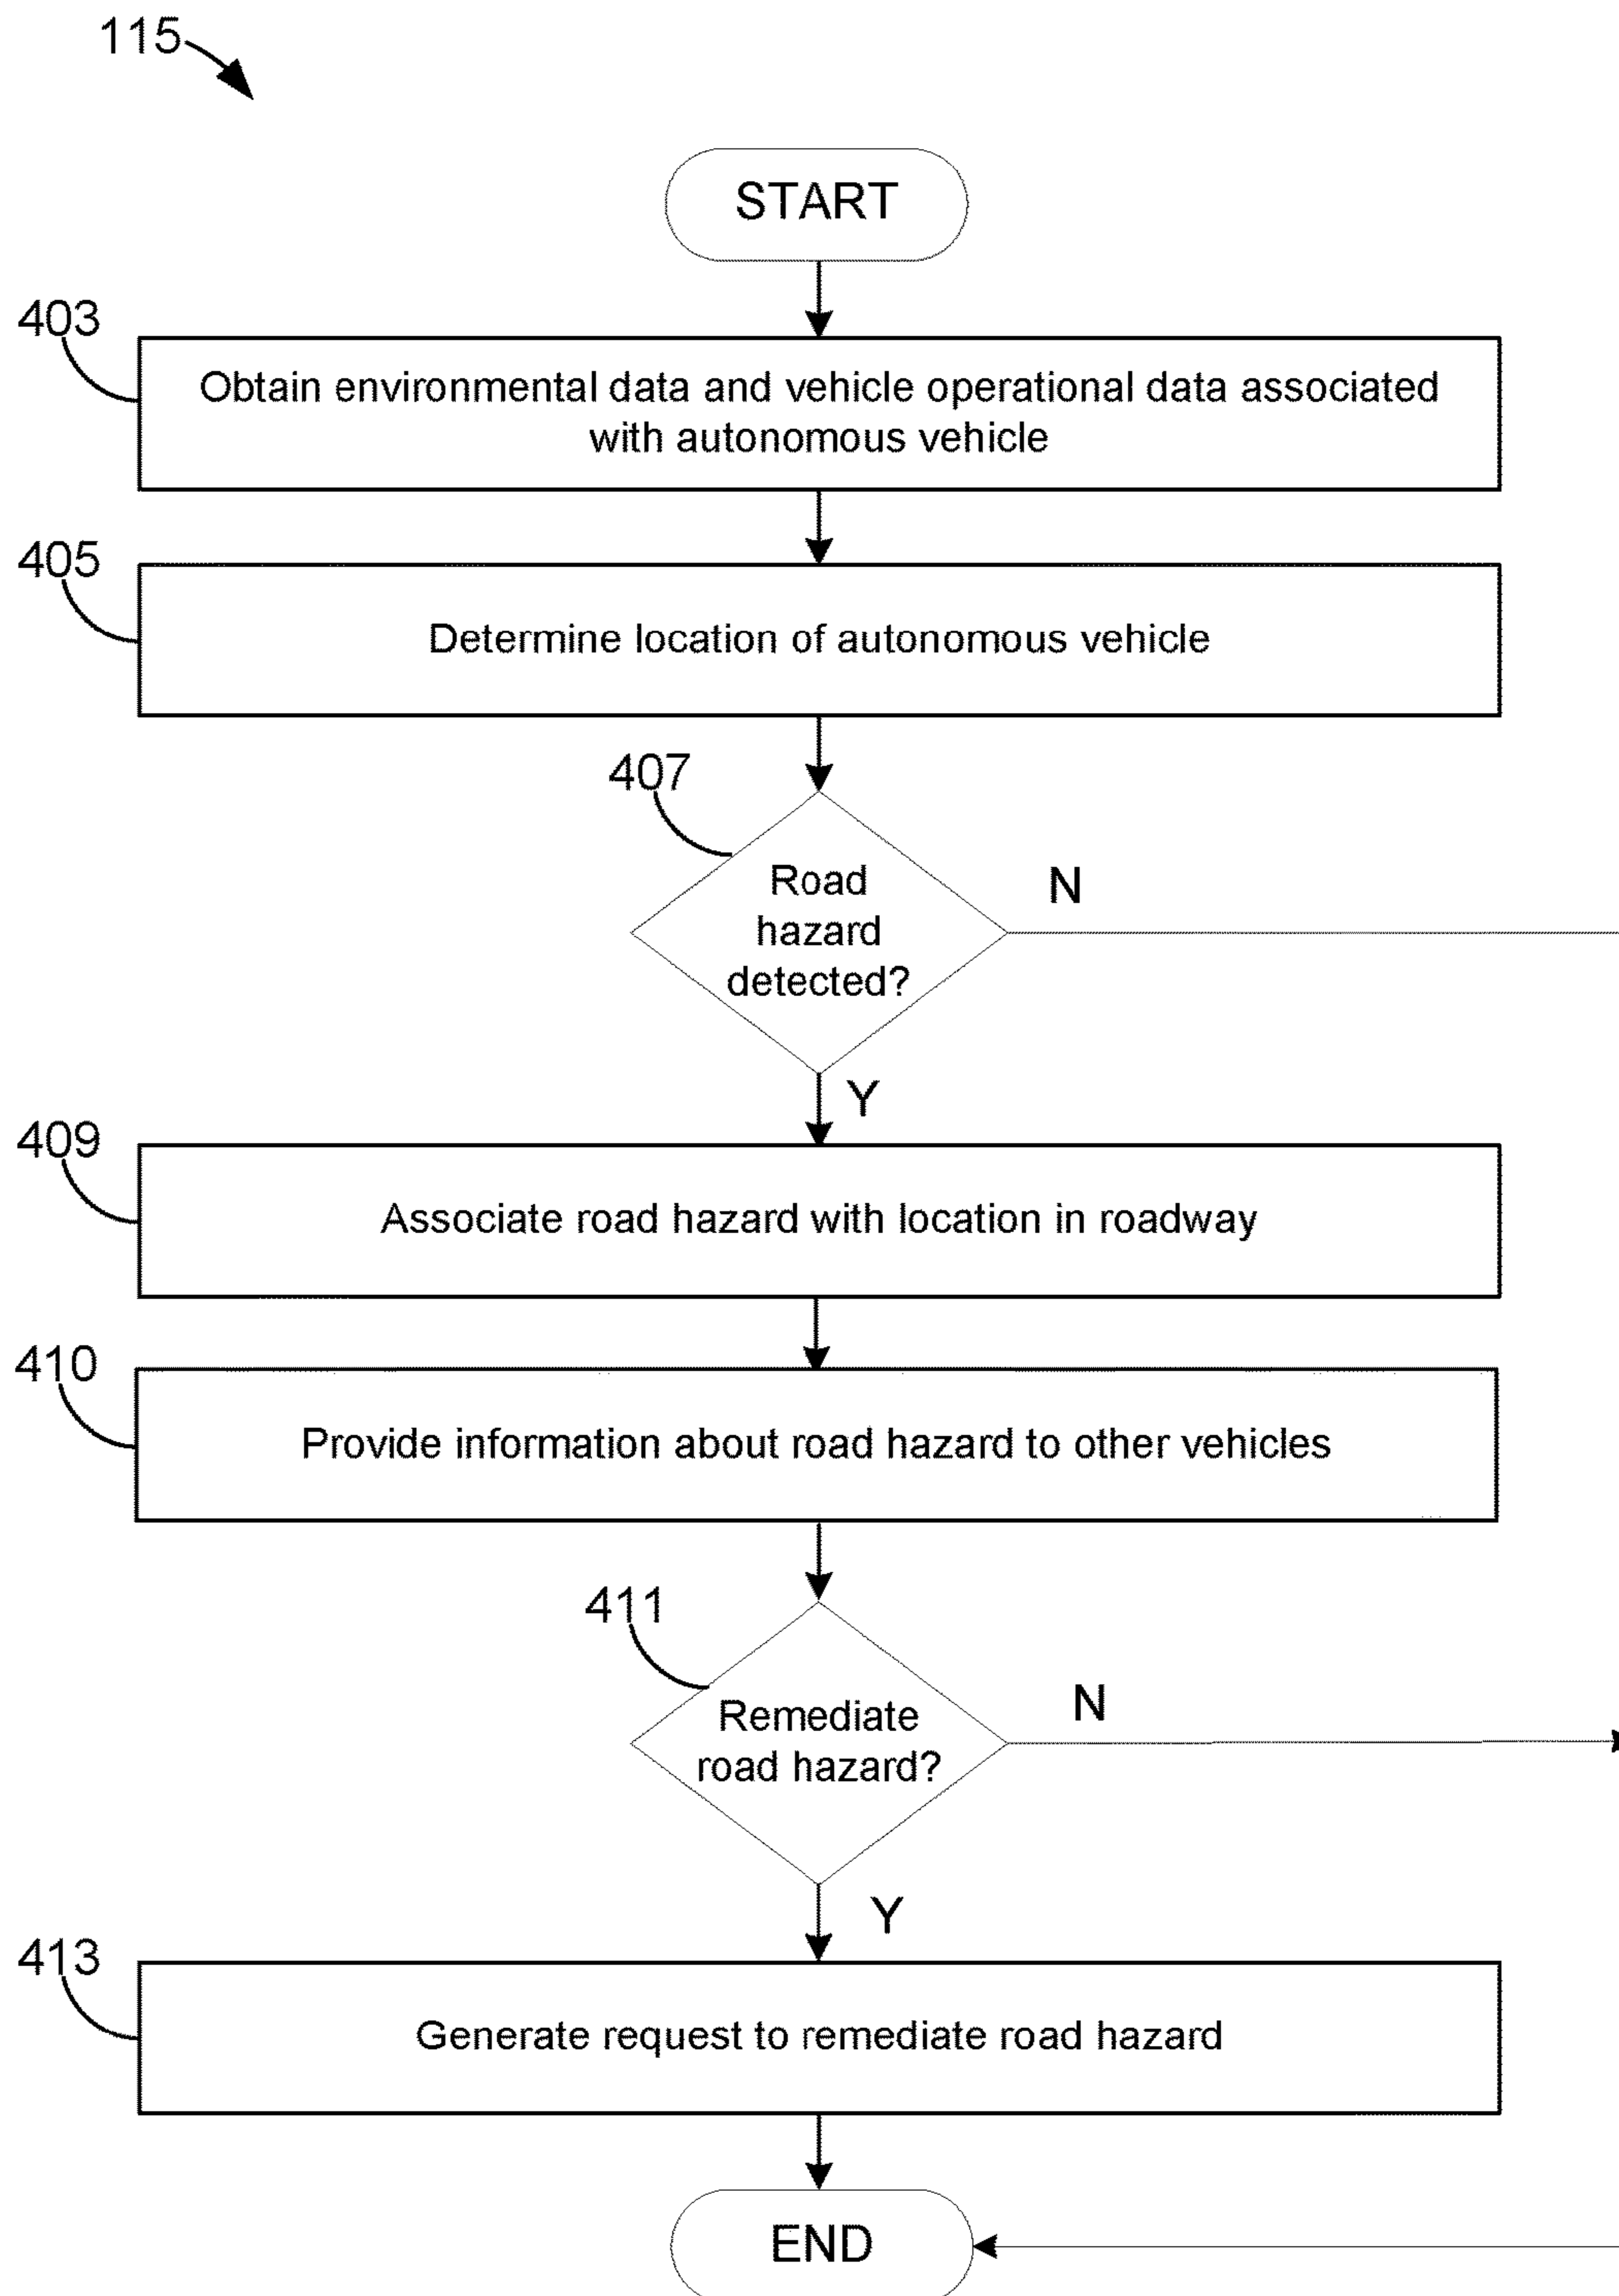 115
START
403
Obtain environmental data and vehicle operational data associated
with autonomous vehicle
405
Determine location of autonomous vehicle
407
Road
hazard
detected?
N
Y
409
Associate road hazard with location in roadway
410
Provide information about road hazard to other vehicles
411
Remediate
road hazard?
N
Y
413
Generate request to remediate road hazard
END